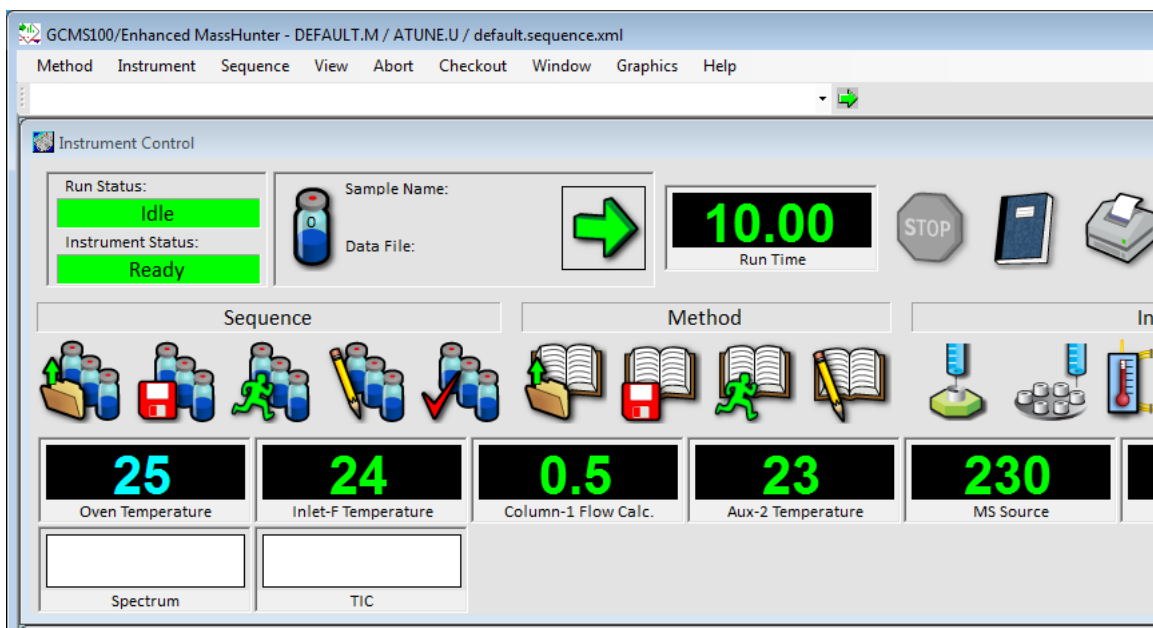 GCMS100/Enhanced MassHunter - DEFAULT.M / ATUNE.U / default.sequence.xml
Method Instrument Sequence View Abort Checkout Window Graphics Help
Instrument Control
Run Status:
Idle
Instrument Status:
Ready
0
Sample Name:
Data File:
10.00
Run Time
STOP
Sequence Method In
25 24 0.5 23 230
Oven Temperature Inlet-F Temperature Column-1 Flow Calc. Aux-2 Temperature MS Source
Spectrum TIC